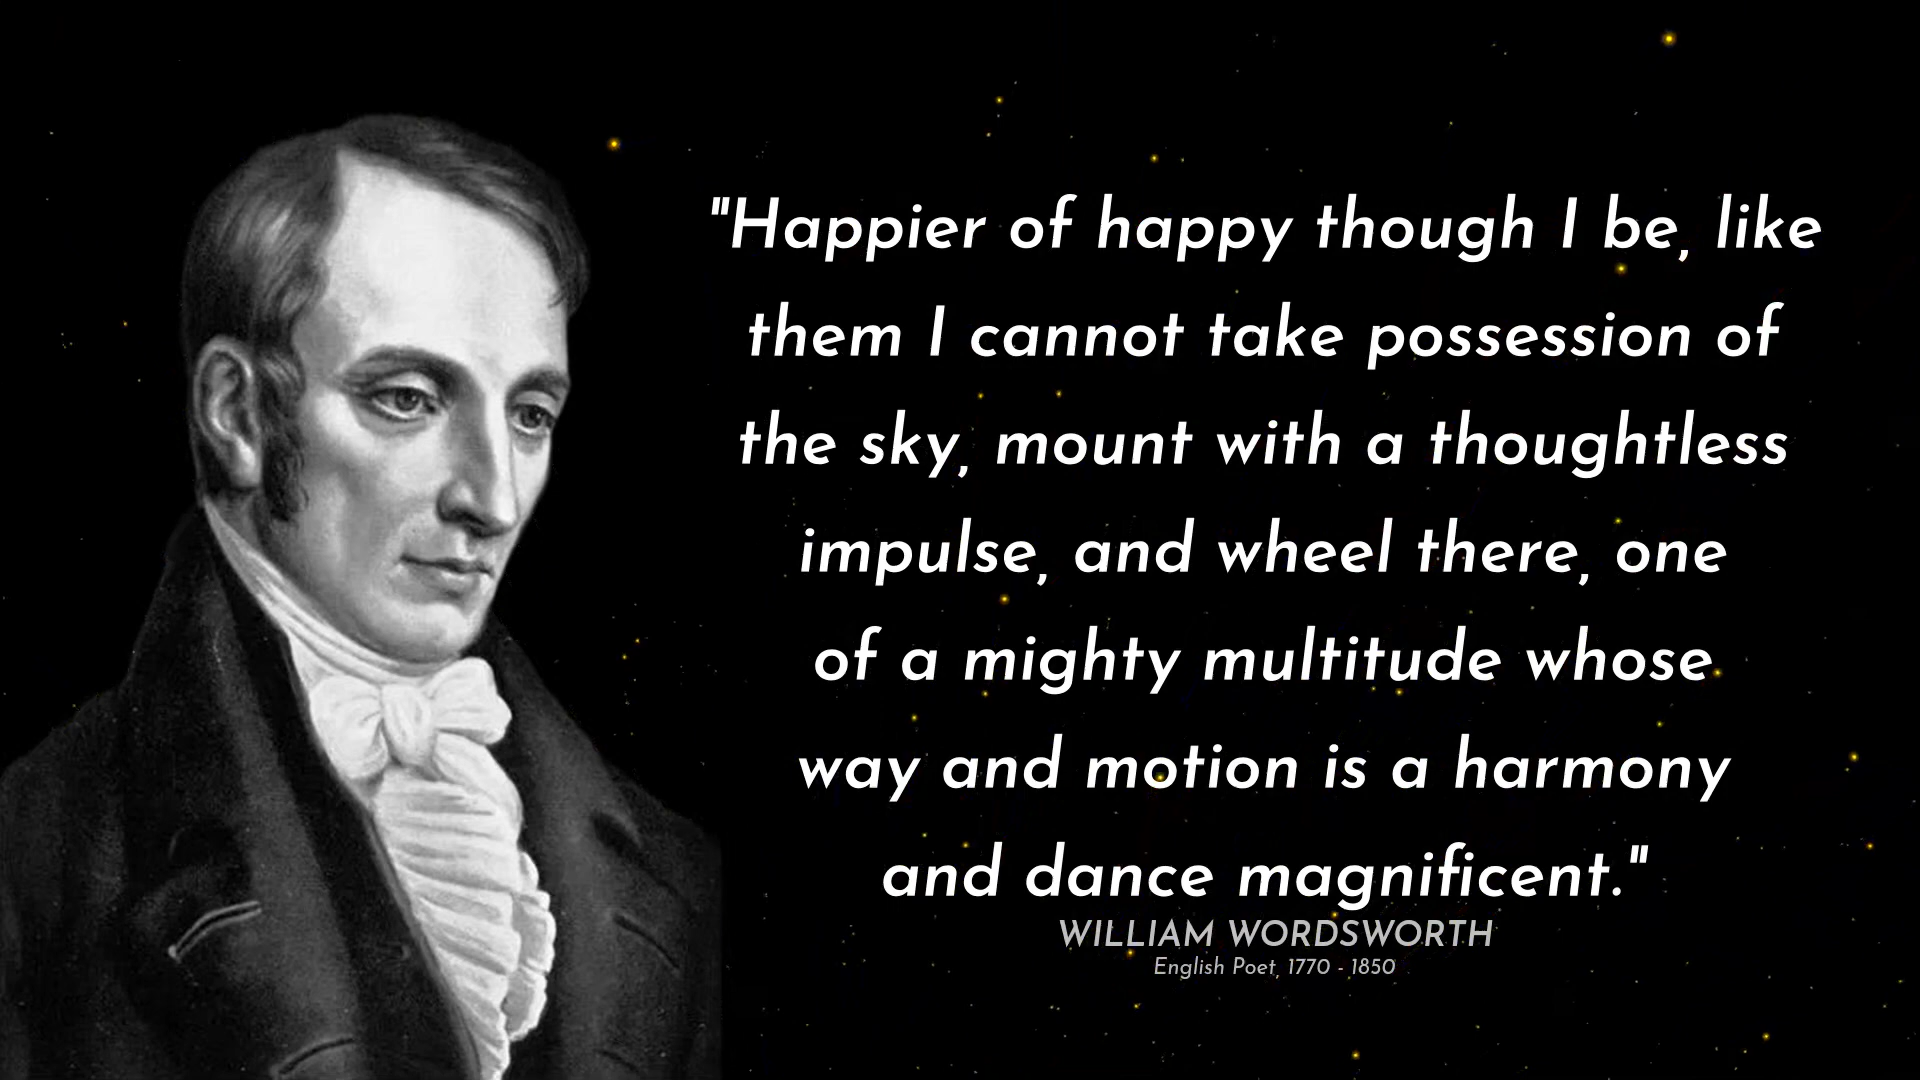 "Happier of happy though I be, like
them I cannot take possession of
the sky, mount with a thoughtless
impulse, and wheel there, one
of a mighty multitude whose
way and motion is a harmony
and dance magnificent."
WILLIAM WORDSWORTH
English Poet, 1770 - 1850